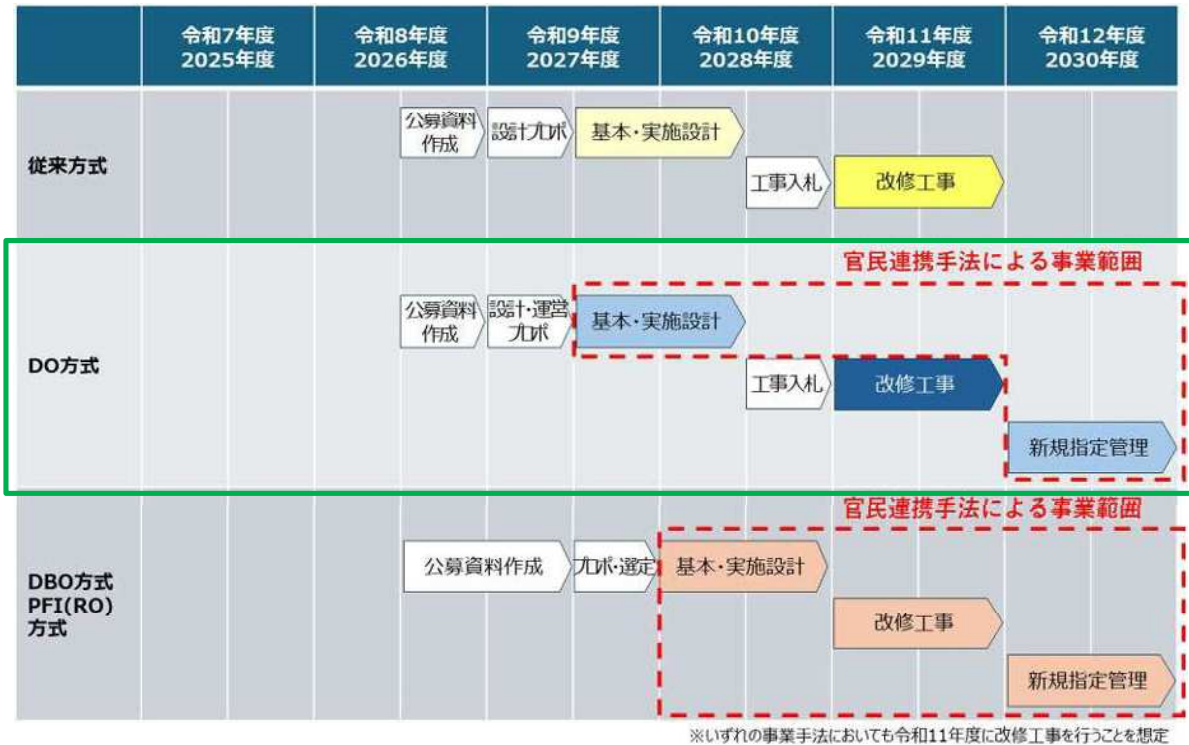 令和7年度
2025年度
令和8年度
2026年度
令和9年度
2027年度
令和10年度
2028年度
令和11年度
2029年度
令和12年度
2030年度
従来方式
公募資料
作成
設計プロポ
基本・実施設計
工事入札
改修工事
官民連携手法による事業範囲
DO方式
公募資料
作成
設計・運営
プロポ
基本・実施設計
工事入札
改修工事
新規指定管理
官民連携手法による事業範囲
DBO方式
PFI(RO)
方式
公募資料作成
プロポ・選定
基本・実施設計
改修工事
新規指定管理
※いずれの事業手法においても令和11年度に改修工事を行うことを想定